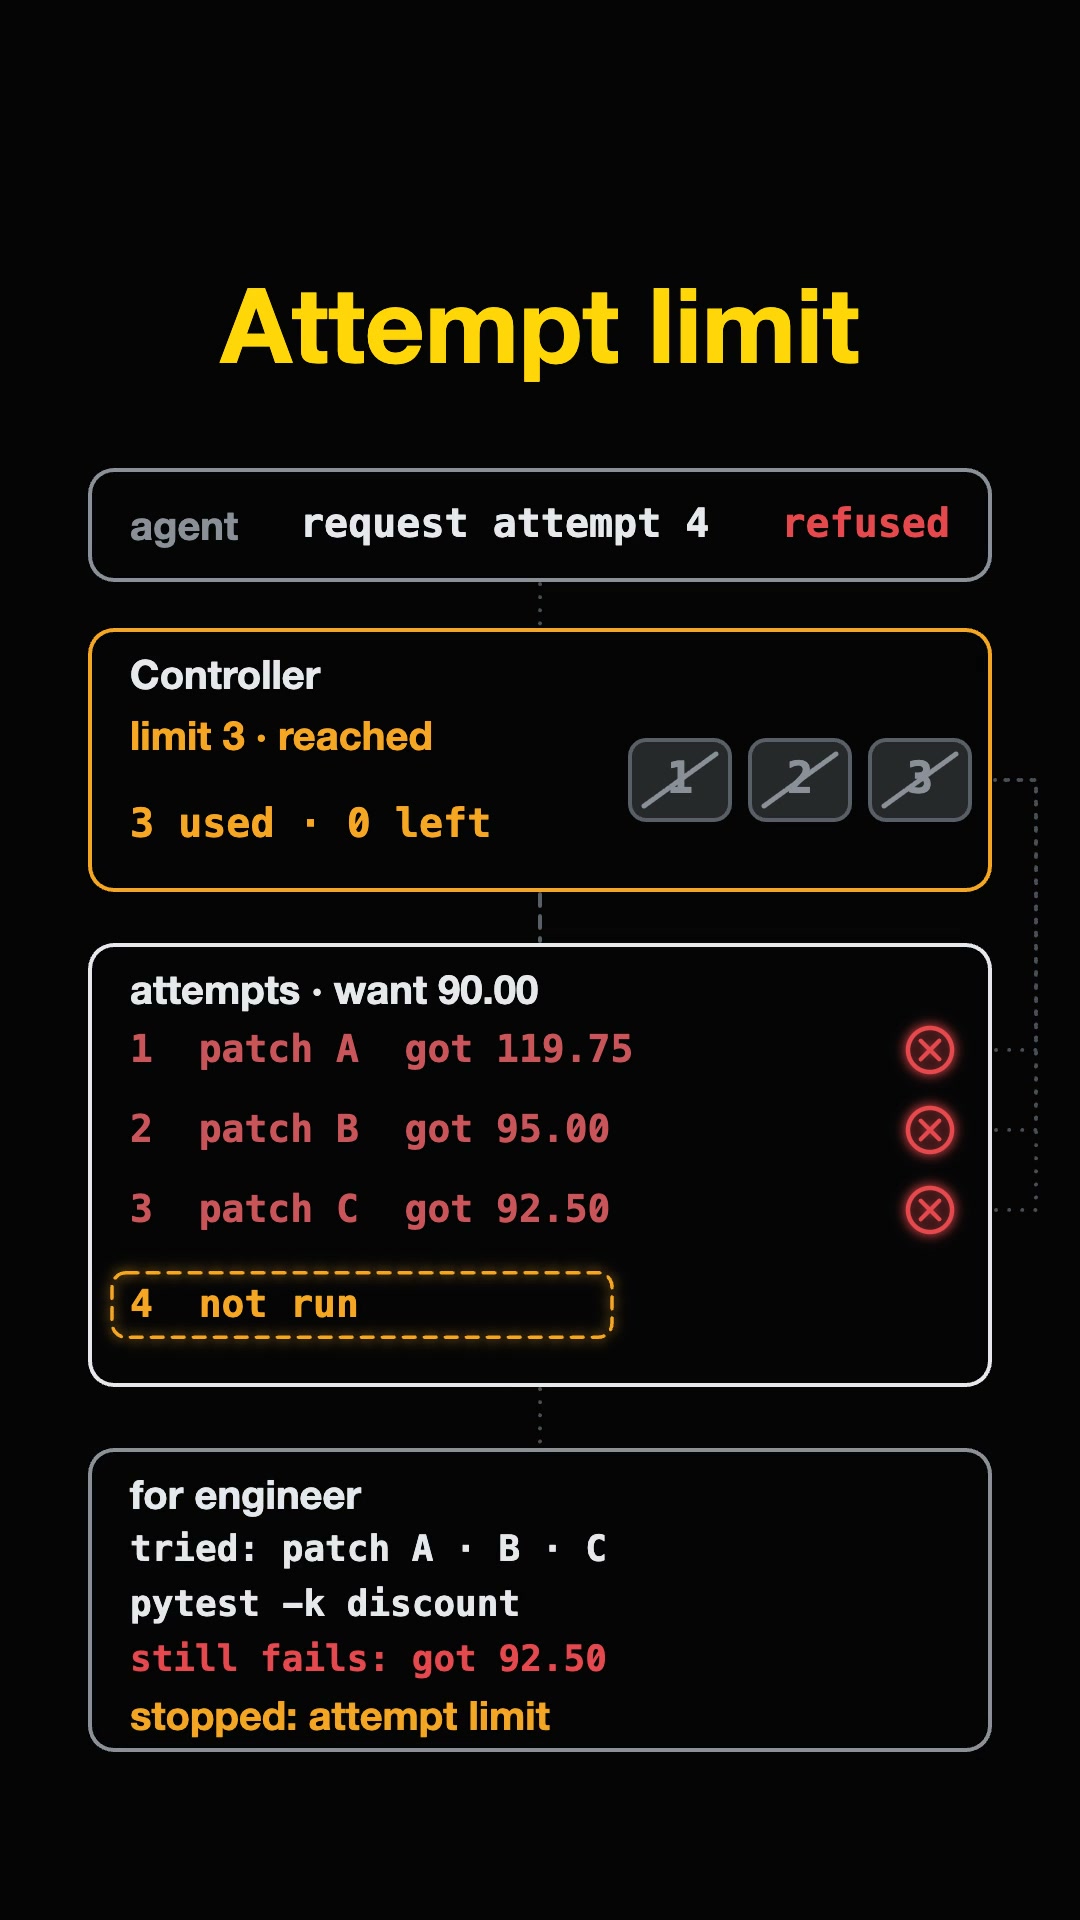 Attempt limit
agent request attempt 4 refused
Controller
limit 3 · reached
3 used · 0 left
1 2 3
attempts · want 90.00
1 patch A got 119.75
2 patch B got 95.00
3 patch C got 92.50
4 not run
for engineer
tried: patch A · B · C
pytest –k discount
still fails: got 92.50
stopped: attempt limit